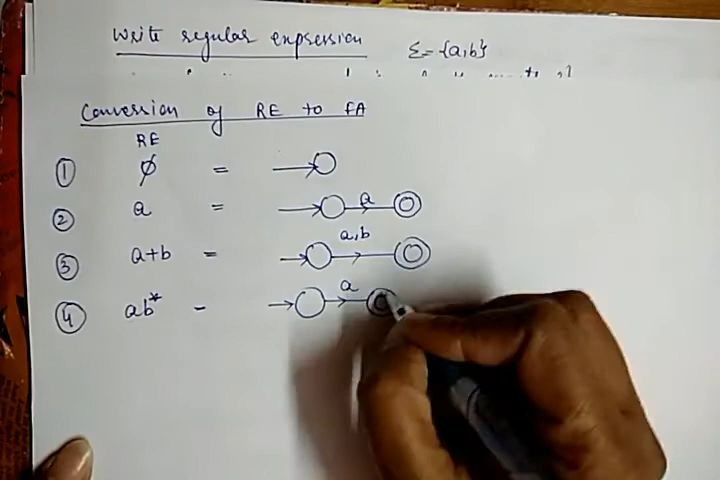 Write regular expression Σ= {a,b}
Conversion of RE to FA
RE
① ϕ =
② a = a
③ a+b = a,b
④ ab* - a